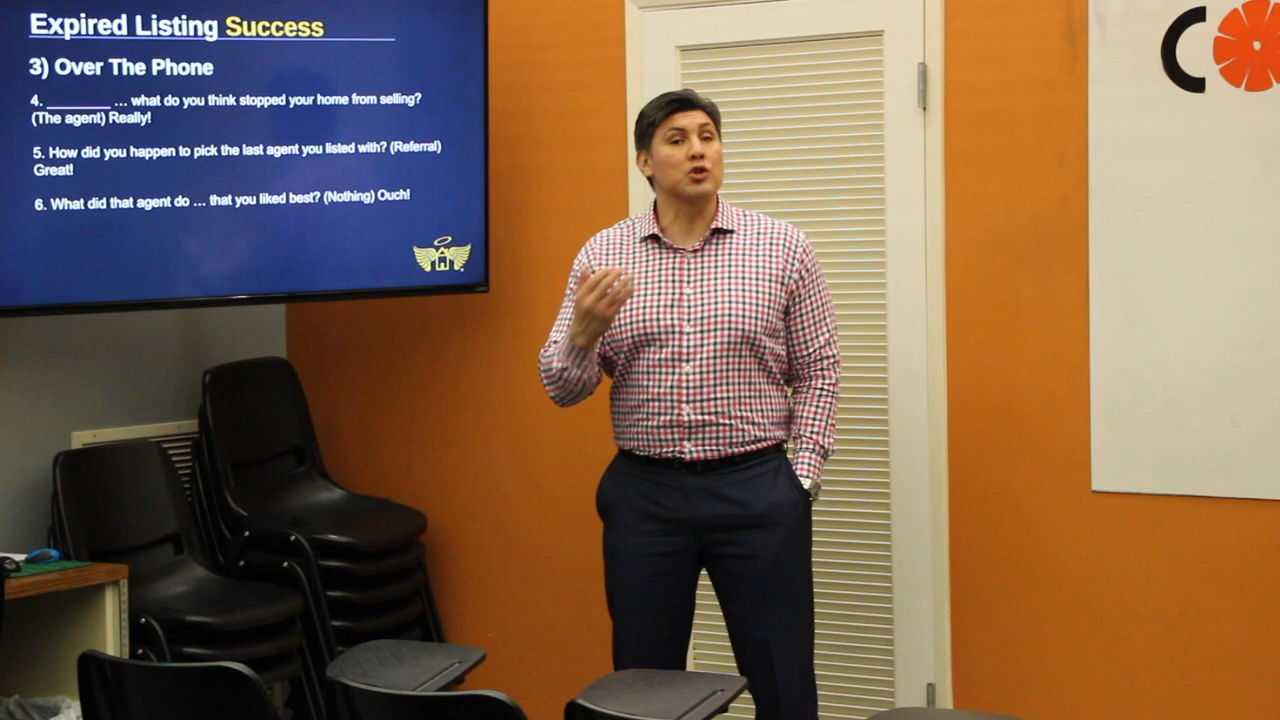 Expired Listing Success
3) Over The Phone
4. ________ ... what do you think stopped your home from selling?
(The agent) Really!
5. How did you happen to pick the last agent you listed with? (Referral)
Great!
6. What did that agent do ... that you liked best? (Nothing) Ouch!
CO